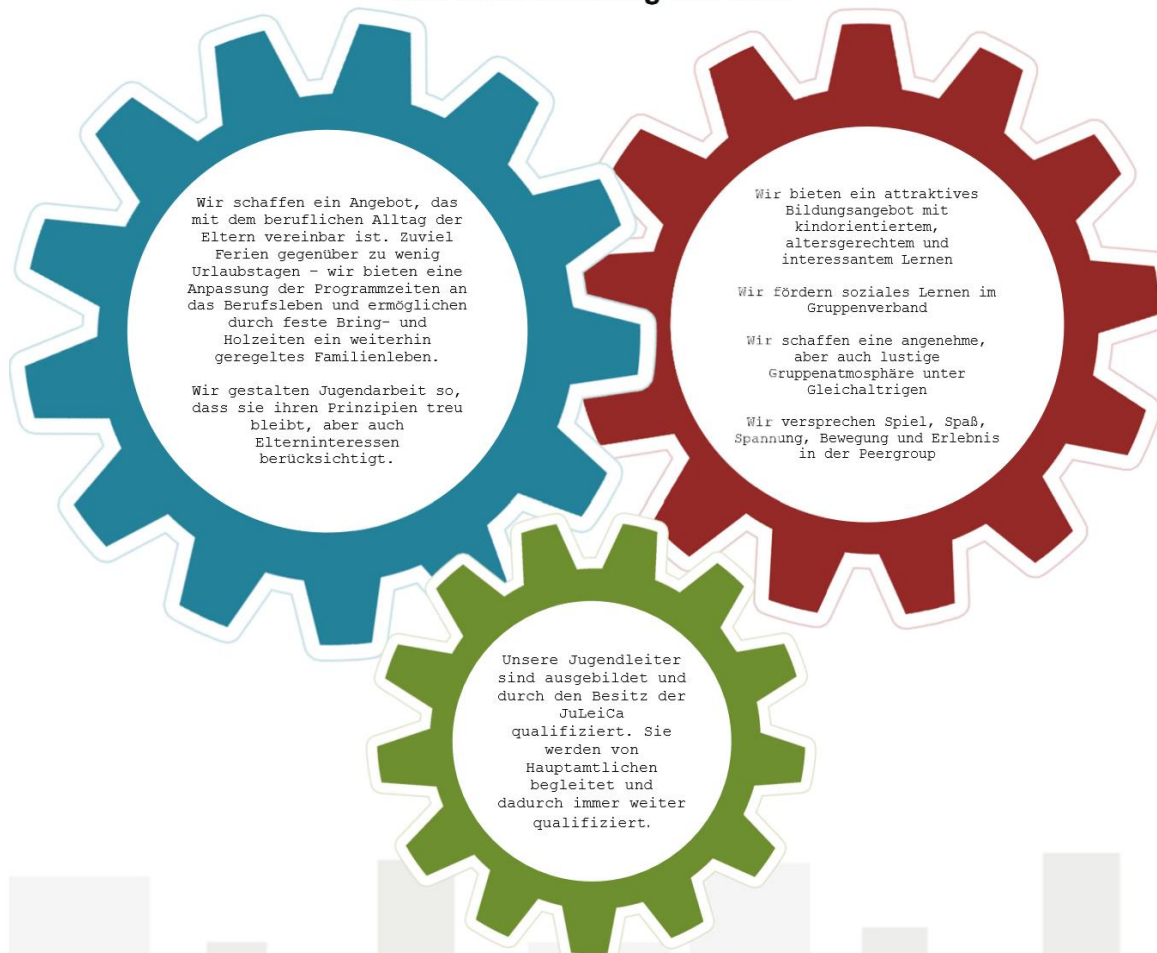 Wir schaffen ein Angebot, das
mit dem beruflichen Alltag der
Eltern vereinbar ist. Zuviel
Ferien gegenüber zu wenig
Urlaubstagen – wir bieten eine
Anpassung der Programmzeiten an
das Berufsleben und ermöglichen
durch feste Bring- und
Holzeiten ein weiterhin
geregeltes Familienleben.
Wir gestalten Jugendarbeit so,
dass sie ihren Prinzipien treu
bleibt, aber auch
Elterninteressen
berücksichtigt.
Wir bieten ein attraktives
Bildungsangebot mit
kindorientiertem,
altersgerechtem und
interessantem Lernen
Wir fördern soziales Lernen im
Gruppenverband
Wir schaffen eine angenehme,
aber auch lustige
Gruppenatmosphäre unter
Gleichaltrigen
Wir versprechen Spiel, Spaß,
Spannung, Bewegung und Erlebnis
in der Peergroup
Unsere Jugendleiter
sind ausgebildet und
durch den Besitz der
JuLeiCa
qualifiziert. Sie
werden von
Hauptamtlichen
begleitet und
dadurch immer weiter
qualifiziert.